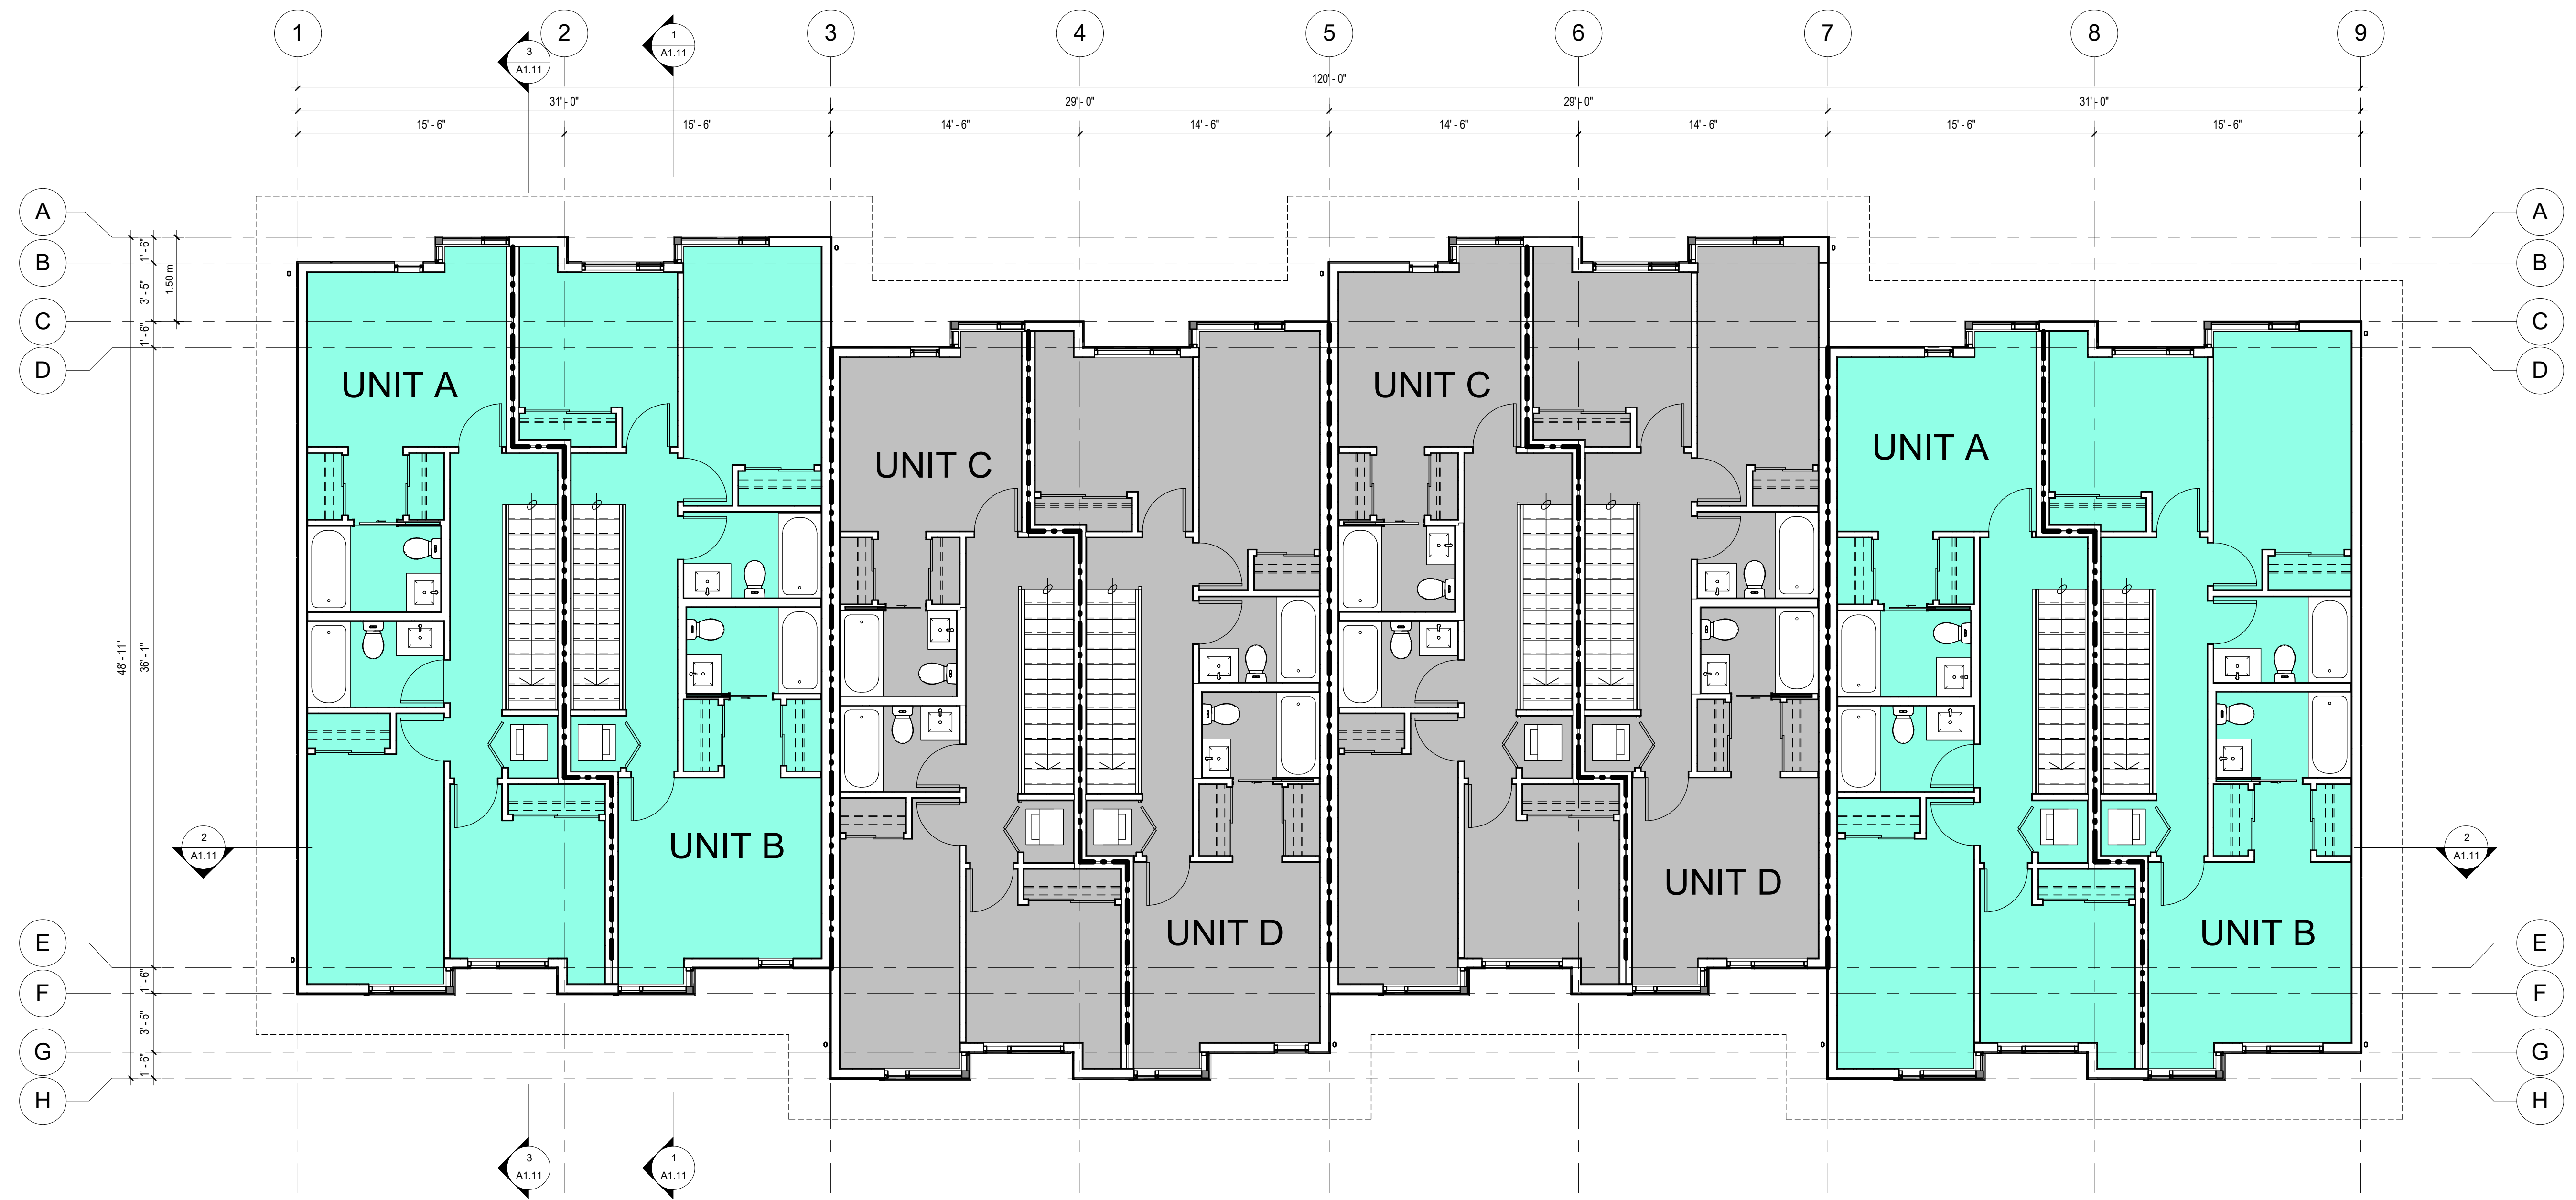 1
2
3
4
5
6
7
8
9
3
A1.11
1
A1.11
120' - 0"
31' - 0"
29' - 0"
29' - 0"
31' - 0"
15' - 6"
15' - 6"
14' - 6"
14' - 6"
14' - 6"
14' - 6"
15' - 6"
15' - 6"
A
A
B
B
C
C
D
D
1' - 6"
3' - 5"
1.50 m
1' - 6"
UNIT A
UNIT C
UNIT C
UNIT A
48' - 11"
36' - 1"
UNIT B
UNIT D
UNIT D
UNIT B
2
A1.11
2
A1.11
E
E
F
F
G
G
H
H
1' - 6"
3' - 5"
1' - 6"
3
A1.11
1
A1.11